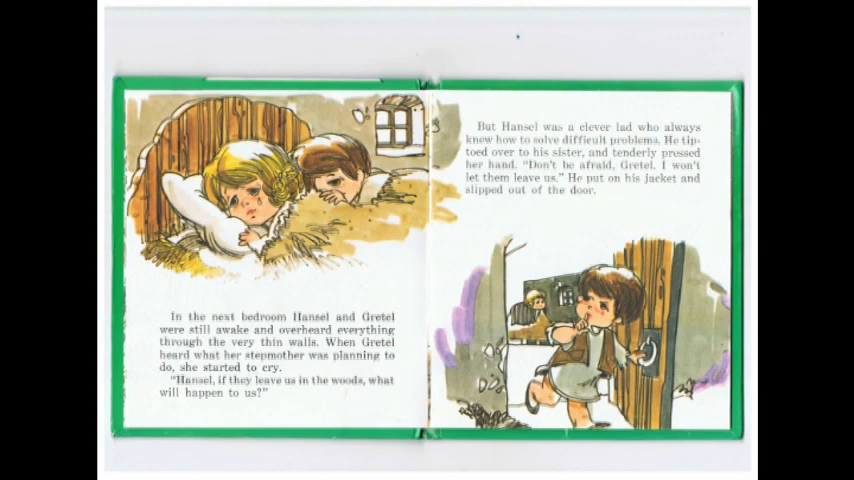 In the next bedroom Hansel and Gretel
were still awake and overheard everything
through the very thin walls. When Gretel
heard what her stepmother was planning to
do, she started to cry.
"Hansel, if they leave us in the woods, what
will happen to us?"
But Hansel was a clever lad who always
knew how to solve difficult problems. He tip-
toed over to his sister, and tenderly pressed
her hand. "Don't be afraid, Gretel. I won't
let them leave us." He put on his jacket and
slipped out of the door.